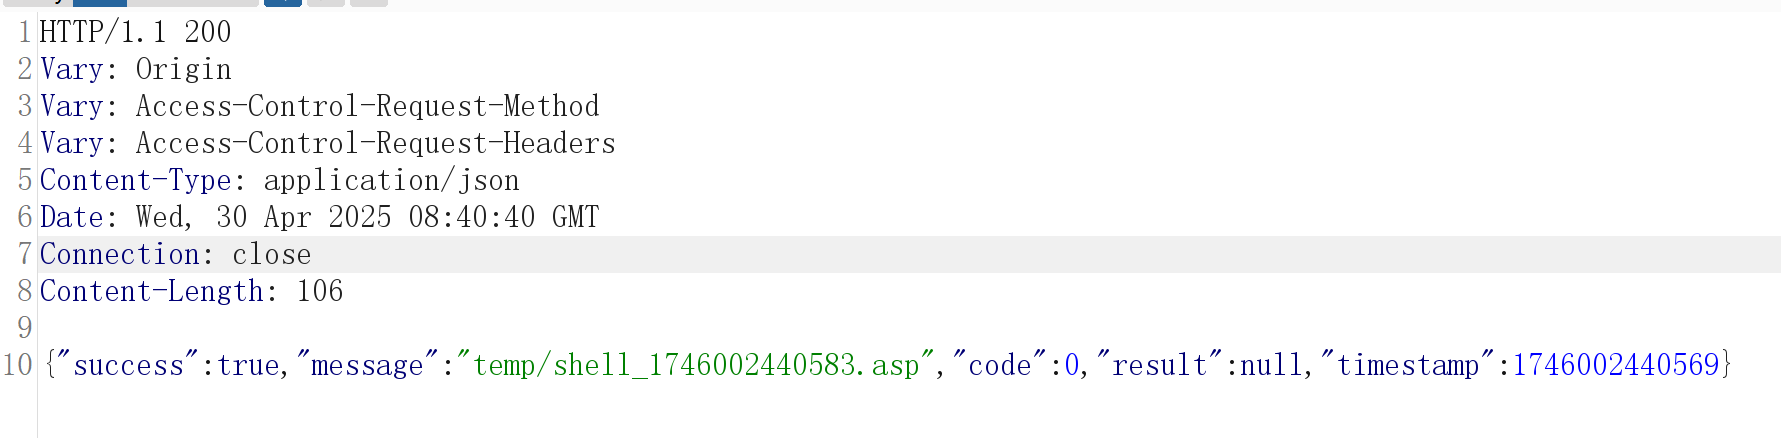 1 HTTP/1.1 200
2 Vary: Origin
3 Vary: Access-Control-Request-Method
4 Vary: Access-Control-Request-Headers
5 Content-Type: application/json
6 Date: Wed, 30 Apr 2025 08:40:40 GMT
7 Connection: close
8 Content-Length: 106
9
10 {"success":true,"message":"temp/shell_1746002440583.asp","code":0,"result":null,"timestamp":1746002440569}